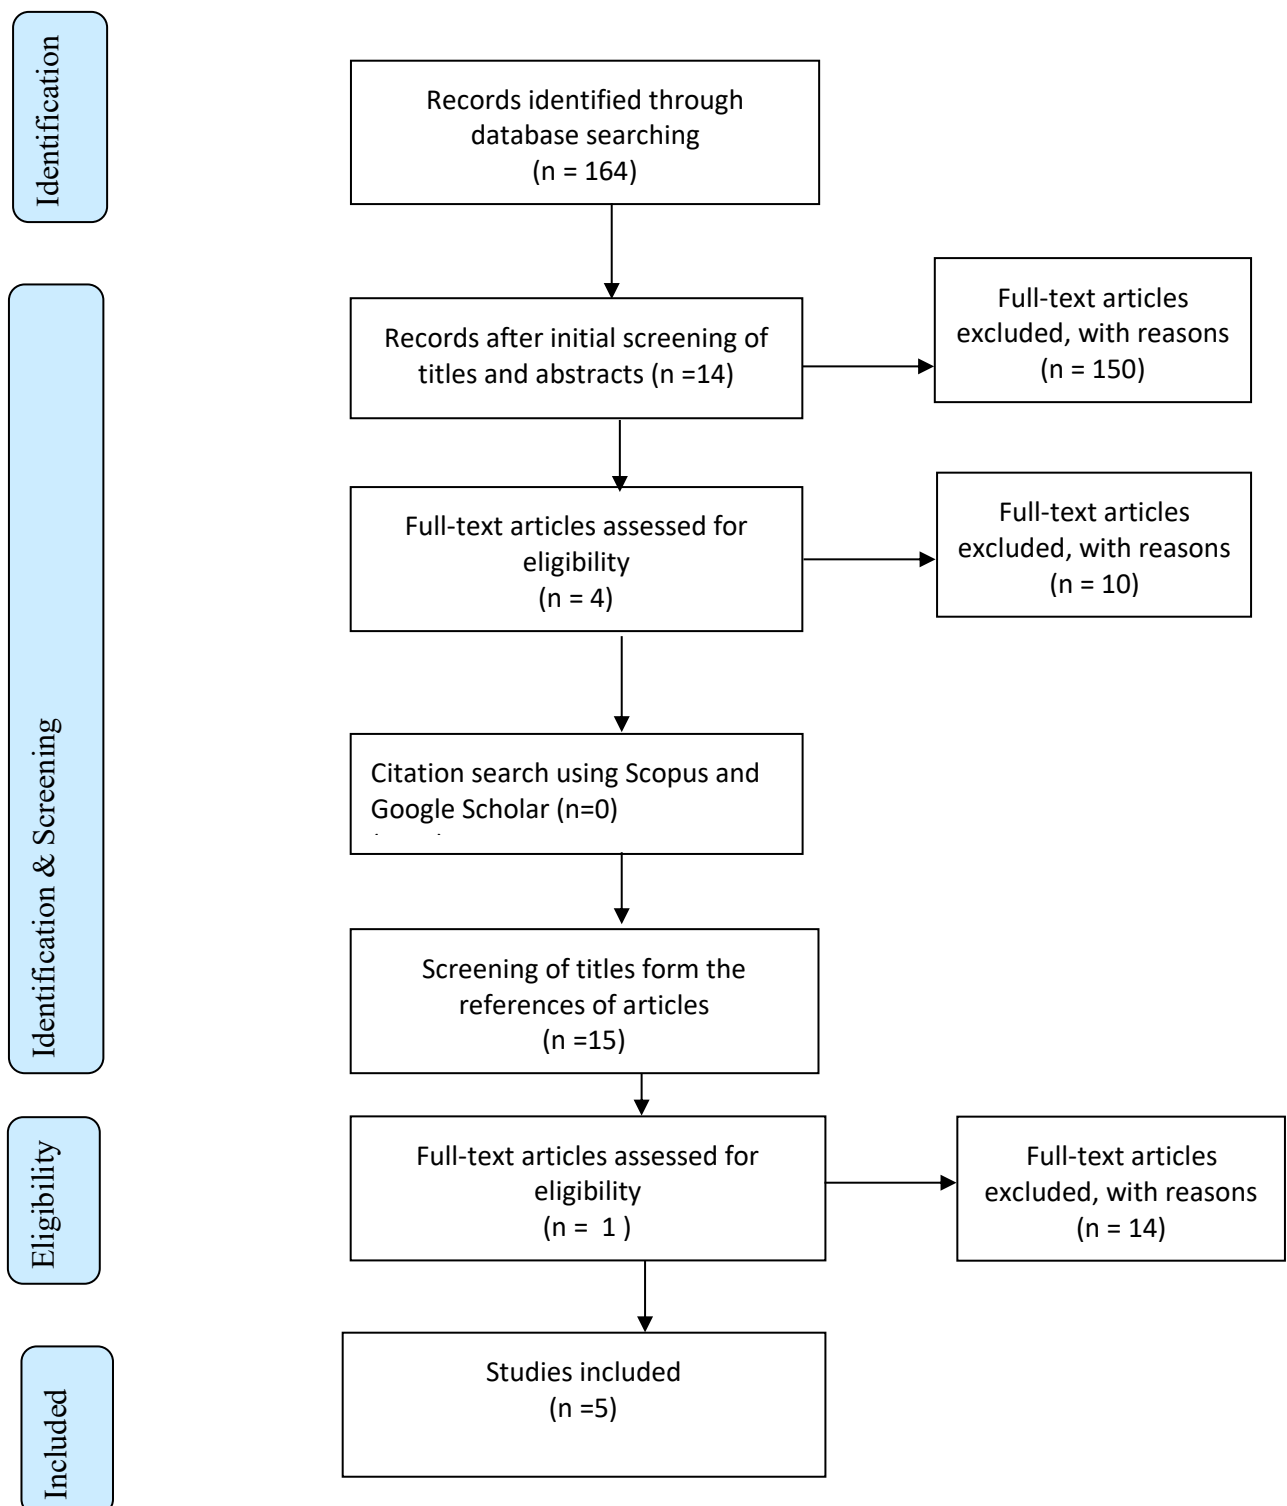 Identification
Records identified through
database searching
(n = 164)
Identification & Screening
Records after initial screening of
titles and abstracts (n =14)
Full-text articles
excluded, with reasons
(n = 150)
Full-text articles assessed for
eligibility
(n = 4)
Full-text articles
excluded, with reasons
(n = 10)
Citation search using Scopus and
Google Scholar (n=0)
Screening of titles form the
references of articles
(n =15)
Eligibility
Full-text articles assessed for
eligibility
(n =  1 )
Full-text articles
excluded, with reasons
(n = 14)
Included
Studies included
(n =5)